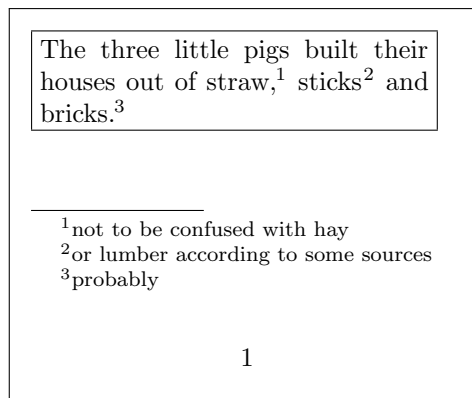 The three little pigs built their
houses out of straw,¹ sticks² and
bricks.³
¹not to be confused with hay
²or lumber according to some sources
³probably
1